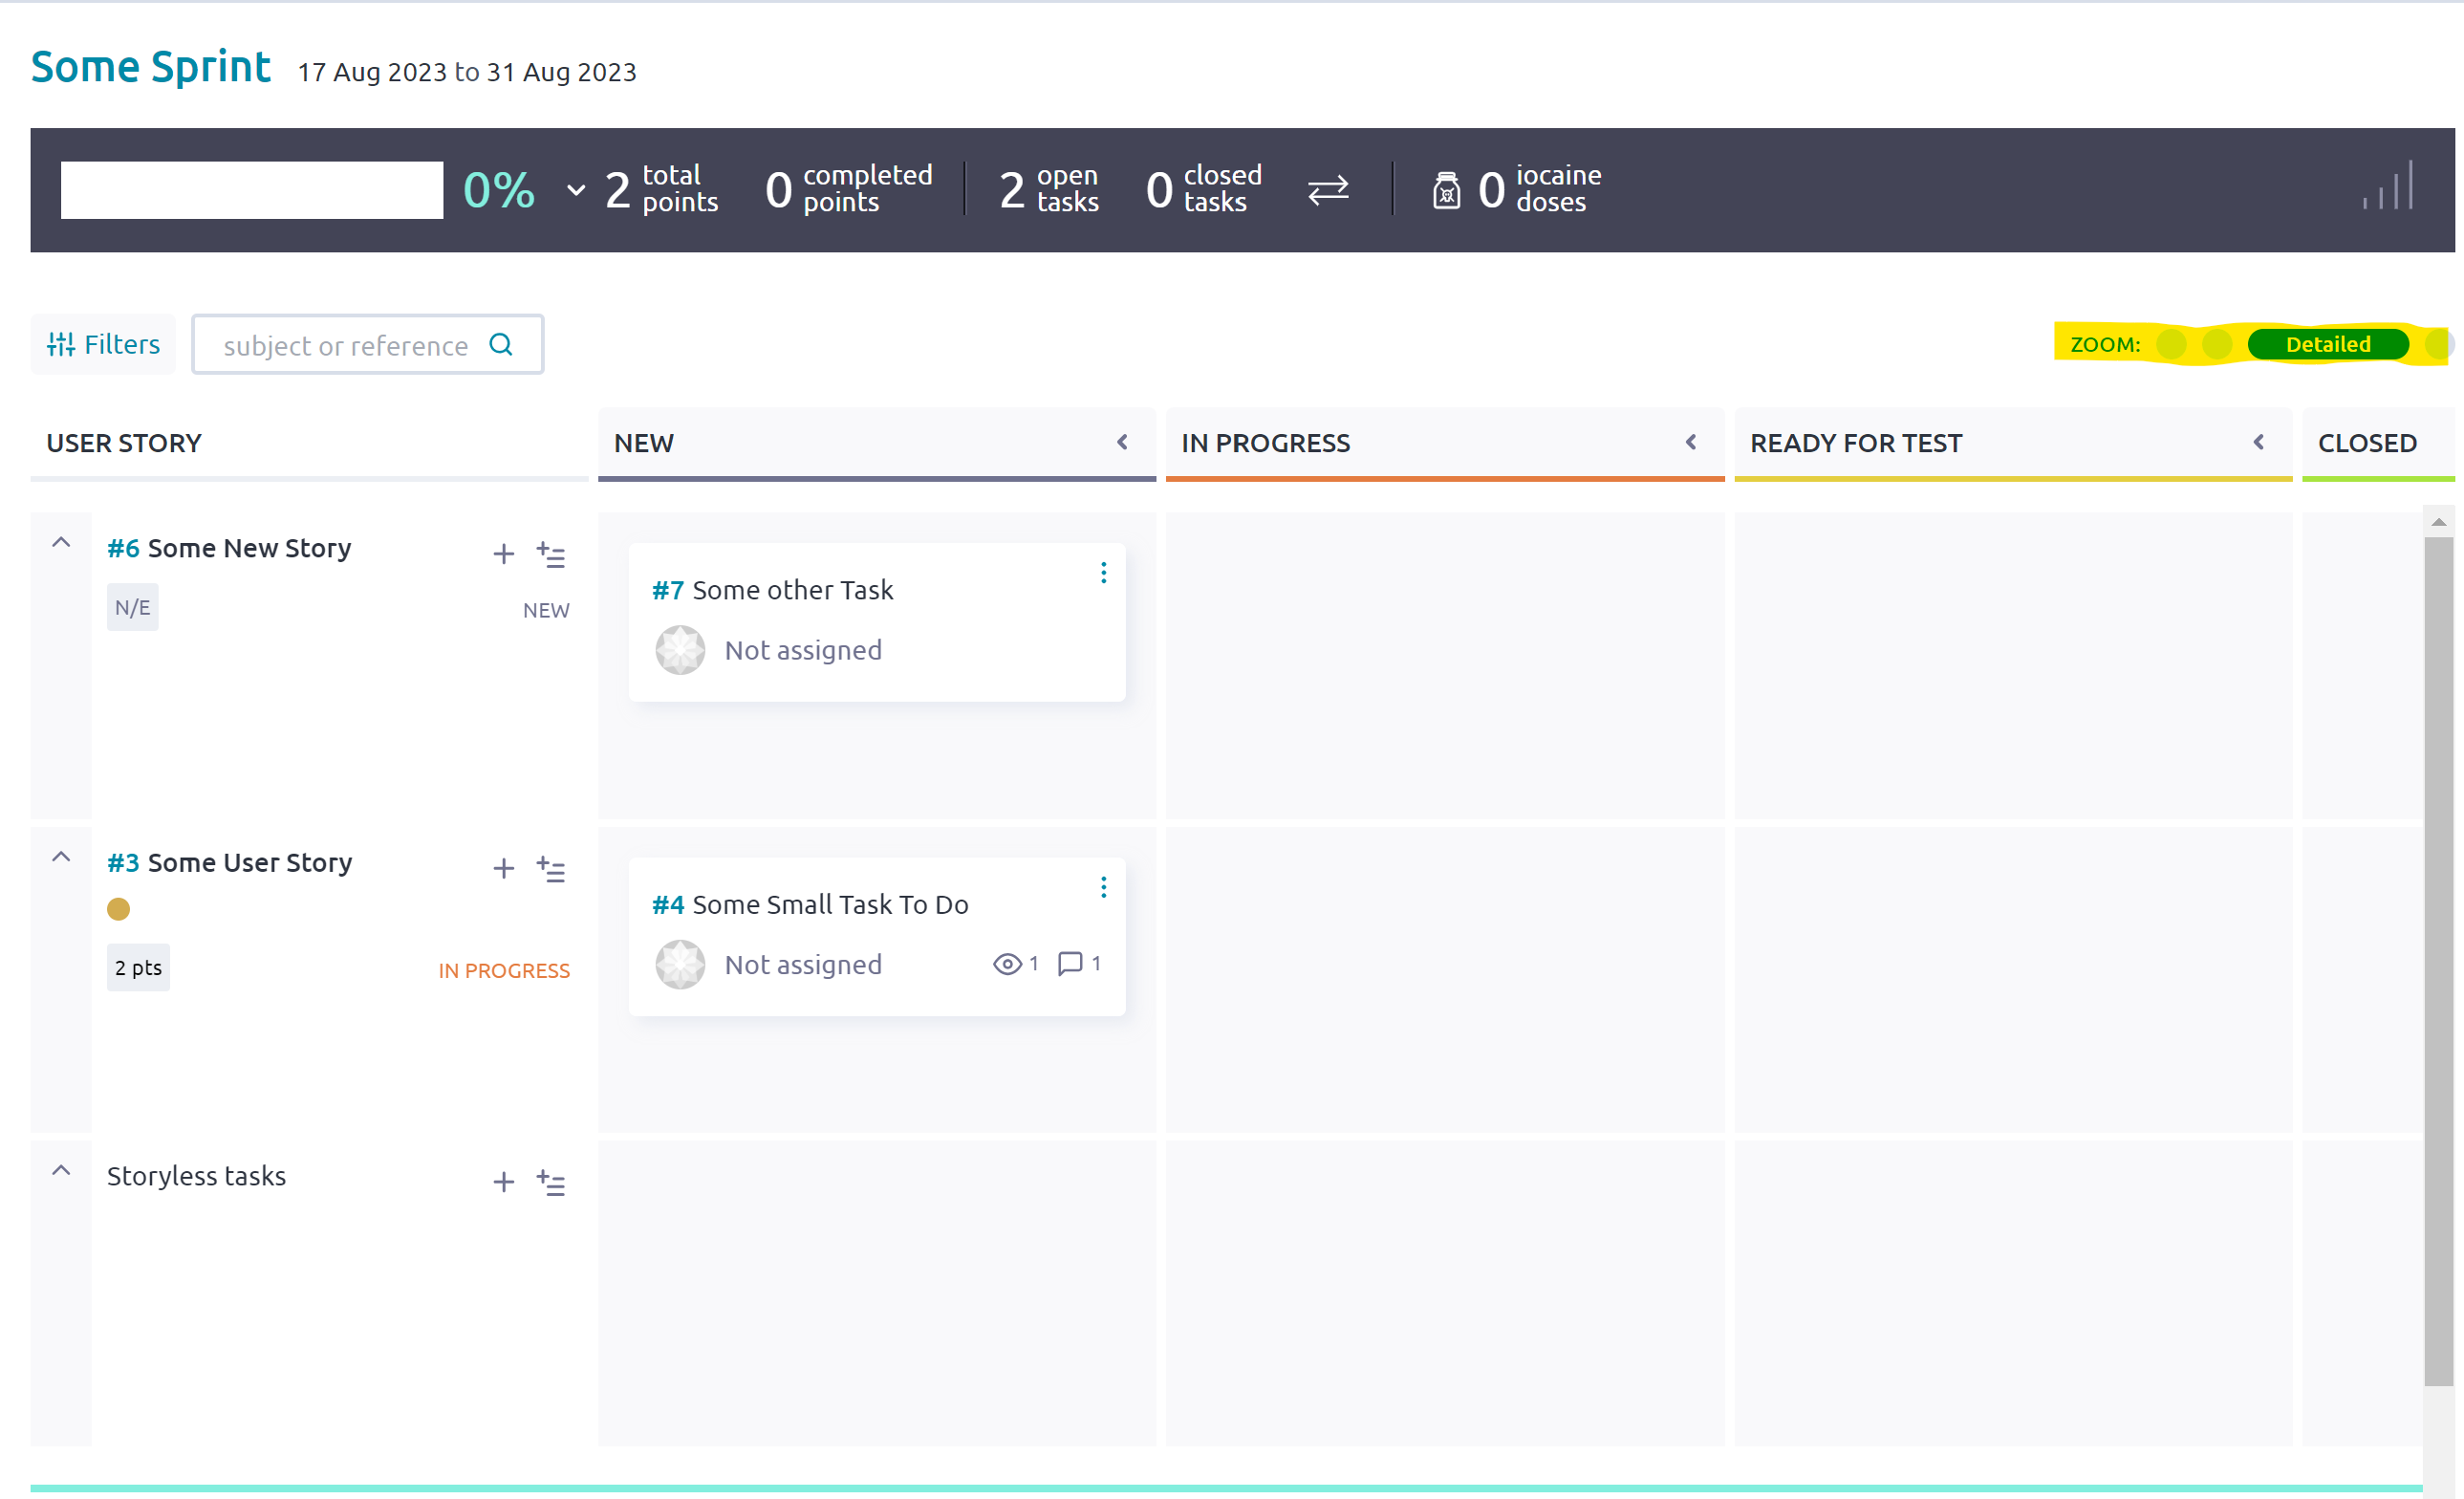 Some Sprint 17 Aug 2023 to 31 Aug 2023
0% 2 total points 0 completed points 2 open tasks 0 closed tasks 0 iocaine doses
Filters subject or reference ZOOM: Detailed
USER STORY NEW IN PROGRESS READY FOR TEST CLOSED
#6 Some New Story
N/E NEW
#7 Some other Task
Not assigned
#3 Some User Story
2 pts IN PROGRESS
#4 Some Small Task To Do
Not assigned 1 1
Storyless tasks